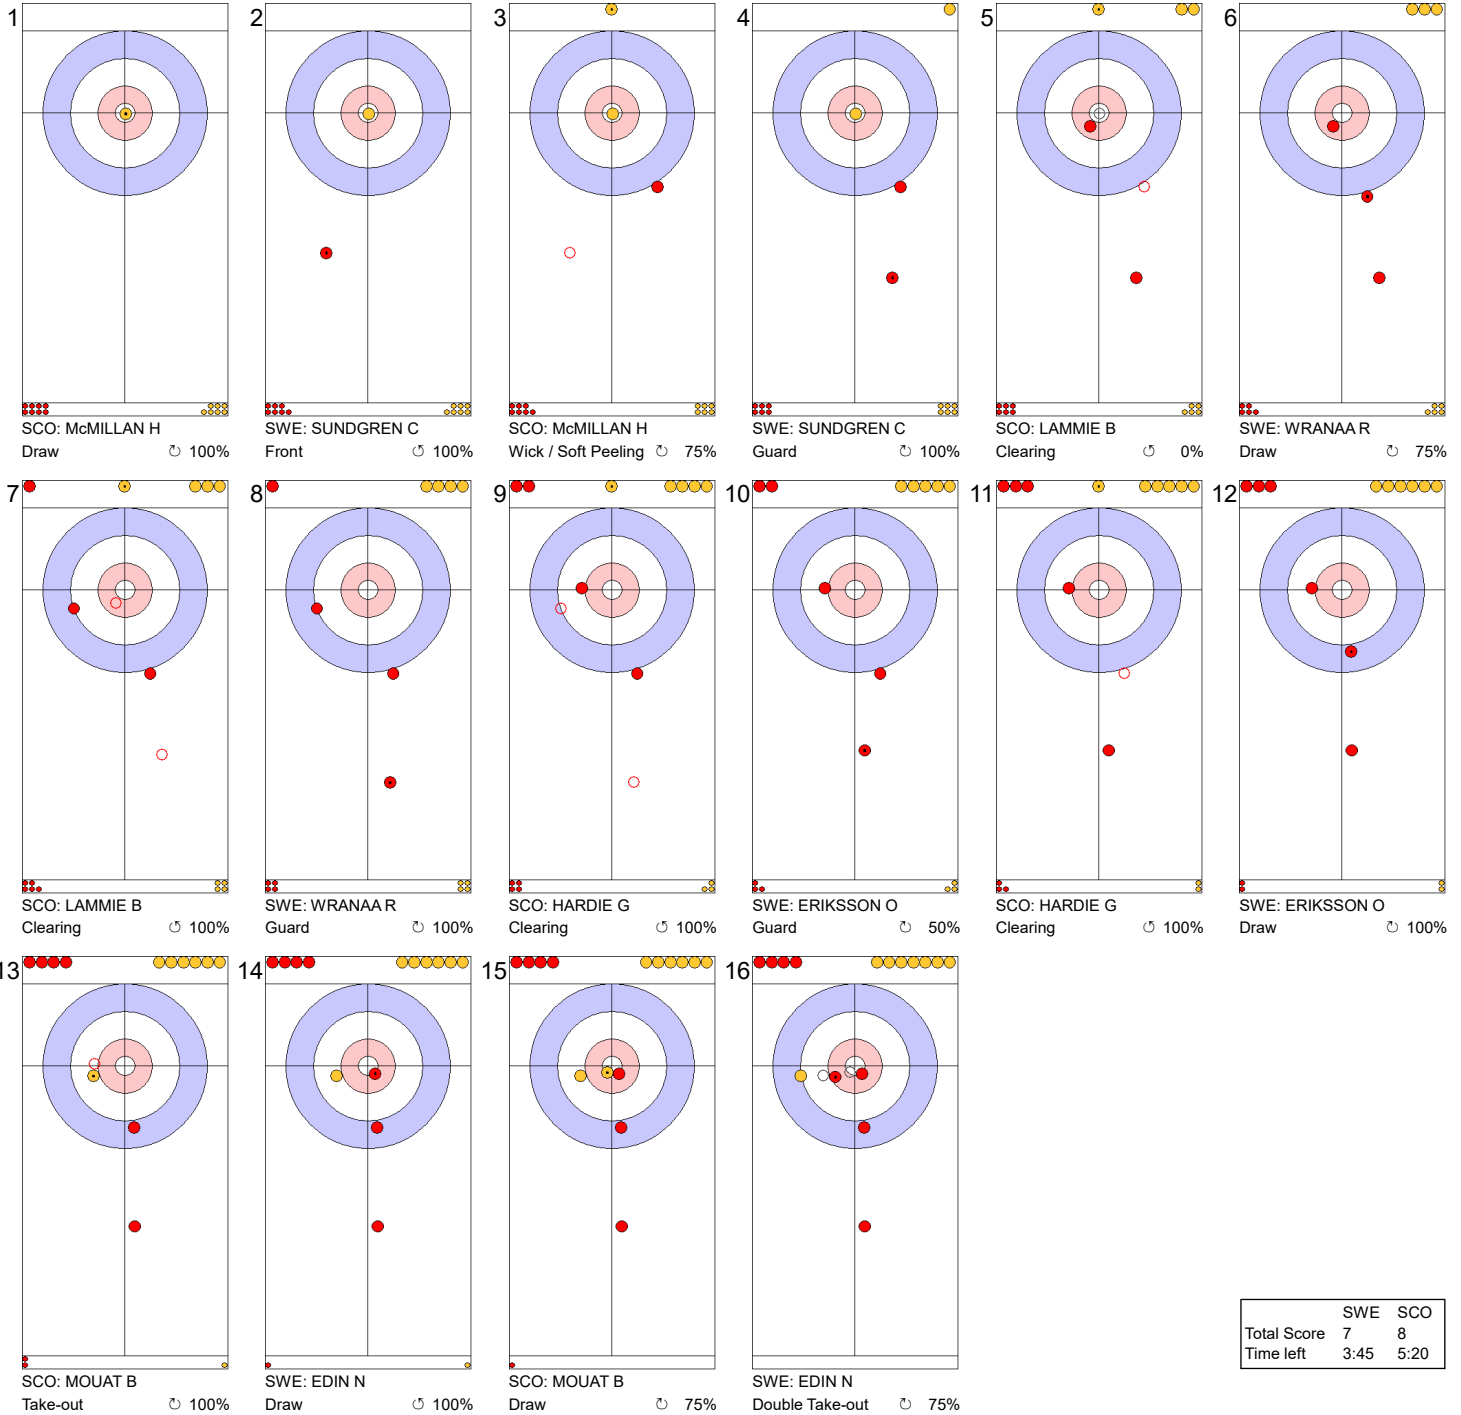 1 2 3 4 5 6
SCO: McMILLAN H SWE: SUNDGREN C SCO: McMILLAN H SWE: SUNDGREN C SCO: LAMMIE B SWE: WRANAA R
Draw ↻ 100% Front ↺ 100% Wick / Soft Peeling ↻ 75% Guard ↺ 100% Clearing ↺ 0% Draw ↻ 75%
7 8 9 10 11 12
SCO: LAMMIE B SWE: WRANAA R SCO: HARDIE G SWE: ERIKSSON O SCO: HARDIE G SWE: ERIKSSON O
Clearing ↺ 100% Guard ↺ 100% Clearing ↻ 100% Guard ↻ 50% Clearing ↺ 100% Draw ↻ 100%
13 14 15 16
SWE SCO
Total Score 7 8
Time left 3:45 5:20
SCO: MOUAT B SWE: EDIN N SCO: MOUAT B SWE: EDIN N
Take-out ↻ 100% Draw ↺ 100% Draw ↻ 75% Double Take-out ↻ 75%